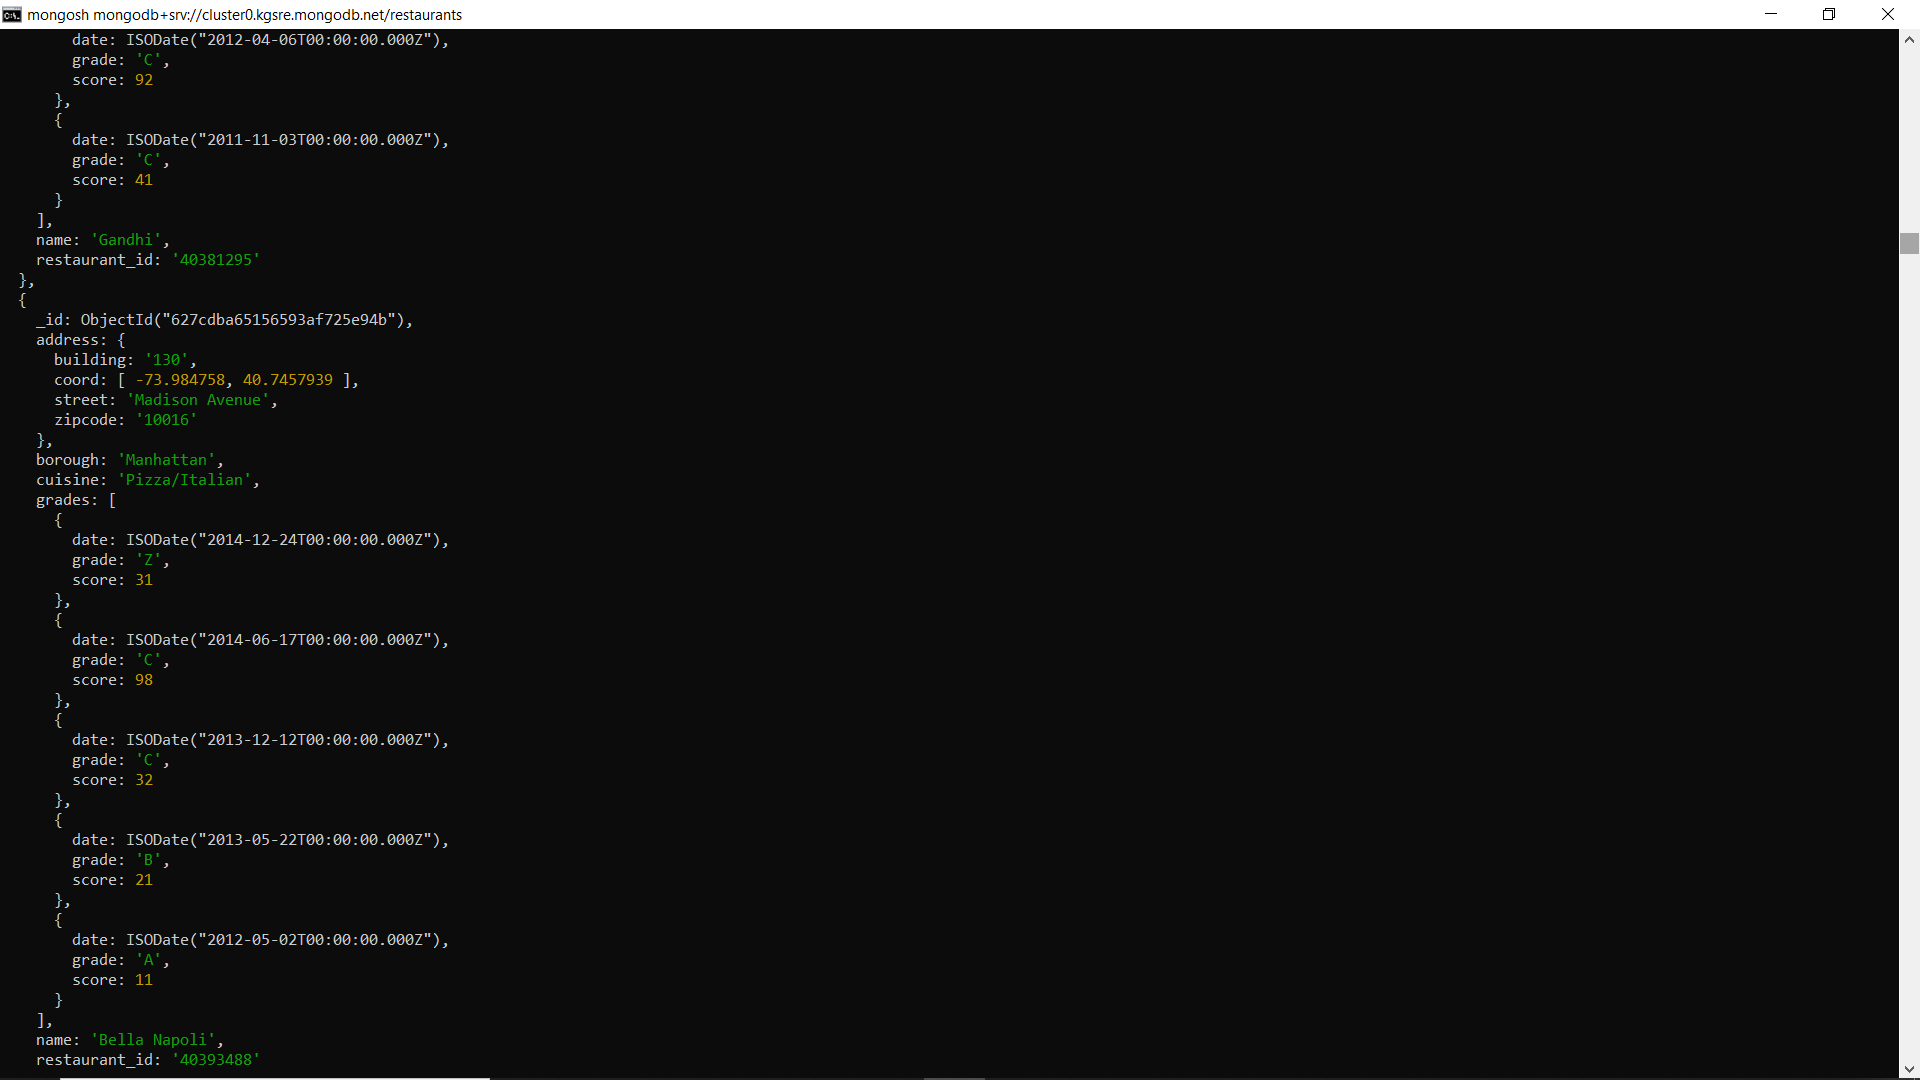 mongosh mongodb+srv://cluster0.kgsre.mongodb.net/restaurants
      date: ISODate("2012-04-06T00:00:00.000Z"),
      grade: 'C',
      score: 92
    },
    {
      date: ISODate("2011-11-03T00:00:00.000Z"),
      grade: 'C',
      score: 41
    }
  ],
  name: 'Gandhi',
  restaurant_id: '40381295'
},
{
  _id: ObjectId("627cdba65156593af725e94b"),
  address: {
    building: '130',
    coord: [ -73.984758, 40.7457939 ],
    street: 'Madison Avenue',
    zipcode: '10016'
  },
  borough: 'Manhattan',
  cuisine: 'Pizza/Italian',
  grades: [
    {
      date: ISODate("2014-12-24T00:00:00.000Z"),
      grade: 'Z',
      score: 31
    },
    {
      date: ISODate("2014-06-17T00:00:00.000Z"),
      grade: 'C',
      score: 98
    },
    {
      date: ISODate("2013-12-12T00:00:00.000Z"),
      grade: 'C',
      score: 32
    },
    {
      date: ISODate("2013-05-22T00:00:00.000Z"),
      grade: 'B',
      score: 21
    },
    {
      date: ISODate("2012-05-02T00:00:00.000Z"),
      grade: 'A',
      score: 11
    }
  ],
  name: 'Bella Napoli',
  restaurant_id: '40393488'